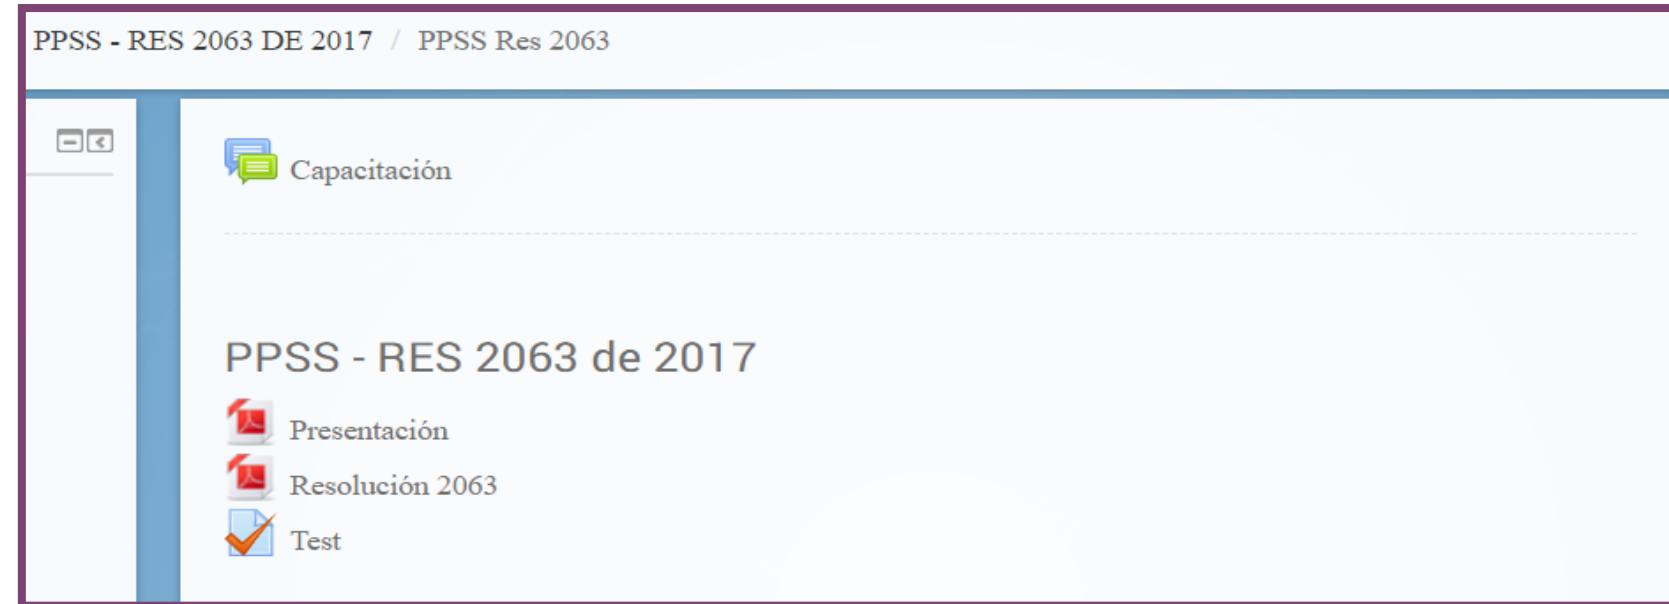 PPSS - RES 2063 DE 2017 / PPSS Res 2063
Capacitación
PPSS - RES 2063 de 2017
Presentación
Resolución 2063
Test